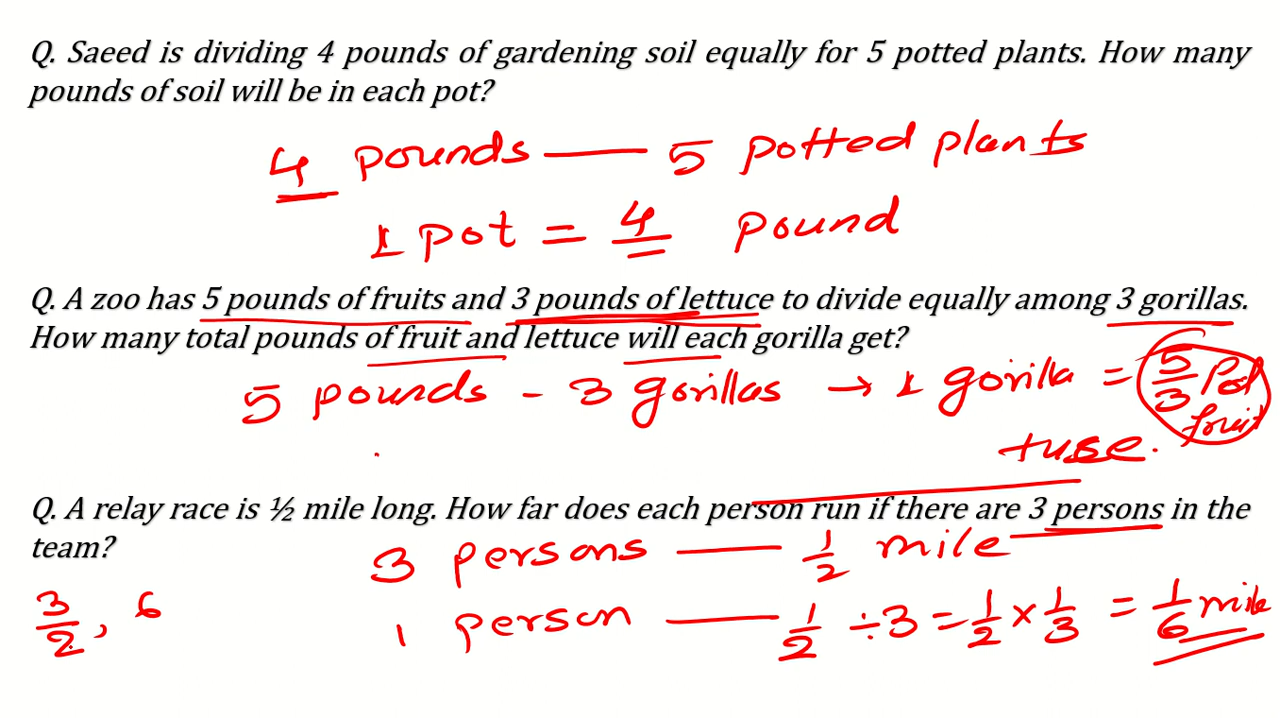 Q. Saeed is dividing 4 pounds of gardening soil equally for 5 potted plants. How many
pounds of soil will be in each pot?
4 pounds — 5 potted plants
1 pot = 4 pound
Q. A zoo has 5 pounds of fruits and 3 pounds of lettuce to divide equally among 3 gorillas.
How many total pounds of fruit and lettuce will each gorilla get?
5 pounds - 3 gorillas → 1 gorilla = 5/3
fruit
tuse.
Q. A relay race is ½ mile long. How far does each person run if there are 3 persons in the
team?
3 persons — 1/2 mile
3/2, 6
1 person — 1/2 ÷ 3 = 1/2 × 1/3 = 1/6 mile